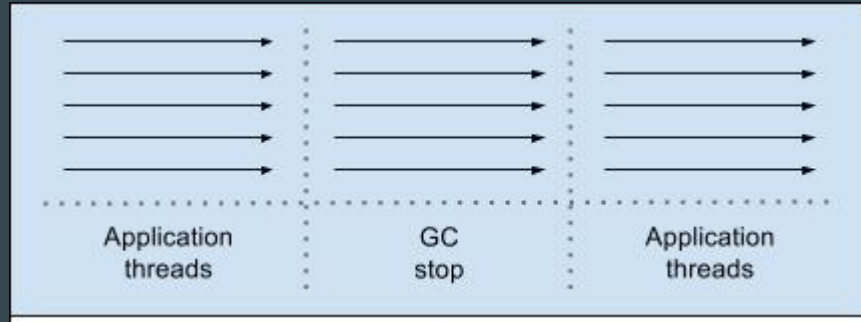 Application
threads
GC
stop
Application
threads